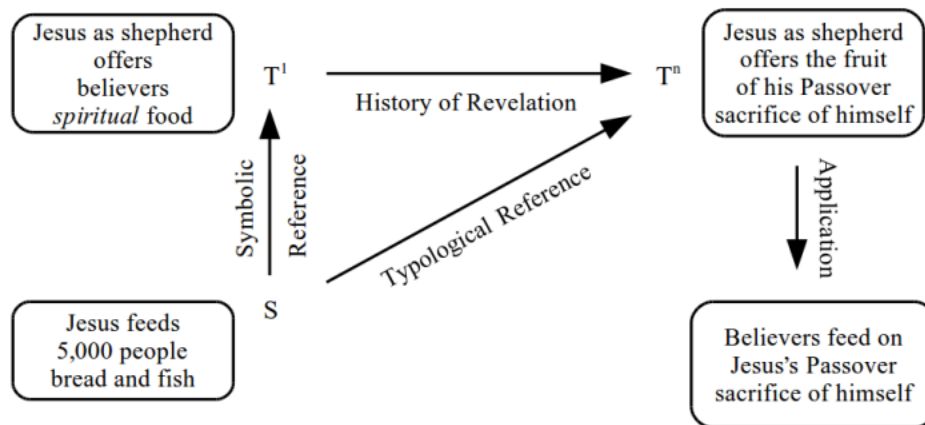 Jesus as shepherd
offers
believers
spiritual food
T¹
History of Revelation
Tⁿ
Jesus as shepherd
offers the fruit
of his Passover
sacrifice of himself
Symbolic
Reference
Typological Reference
Application
S
Jesus feeds
5,000 people
bread and fish
Believers feed on
Jesus's Passover
sacrifice of himself